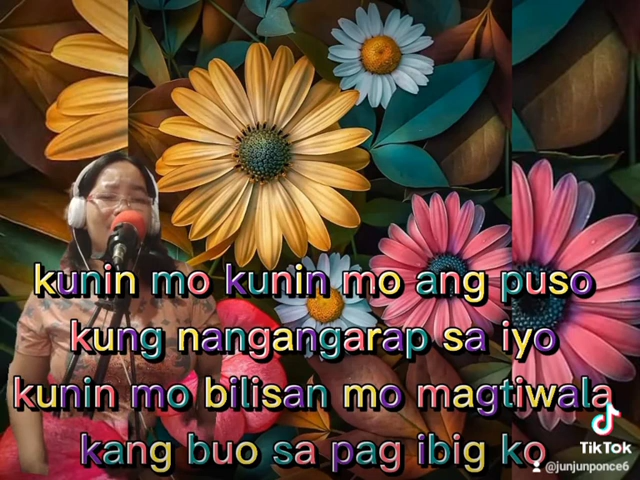 kunin mo kunin mo ang puso
kung nangangarap sa iyo
kunin mo bilisan mo magtiwala
kang buo sa pag ibig ko
TikTok
@junjunponce6